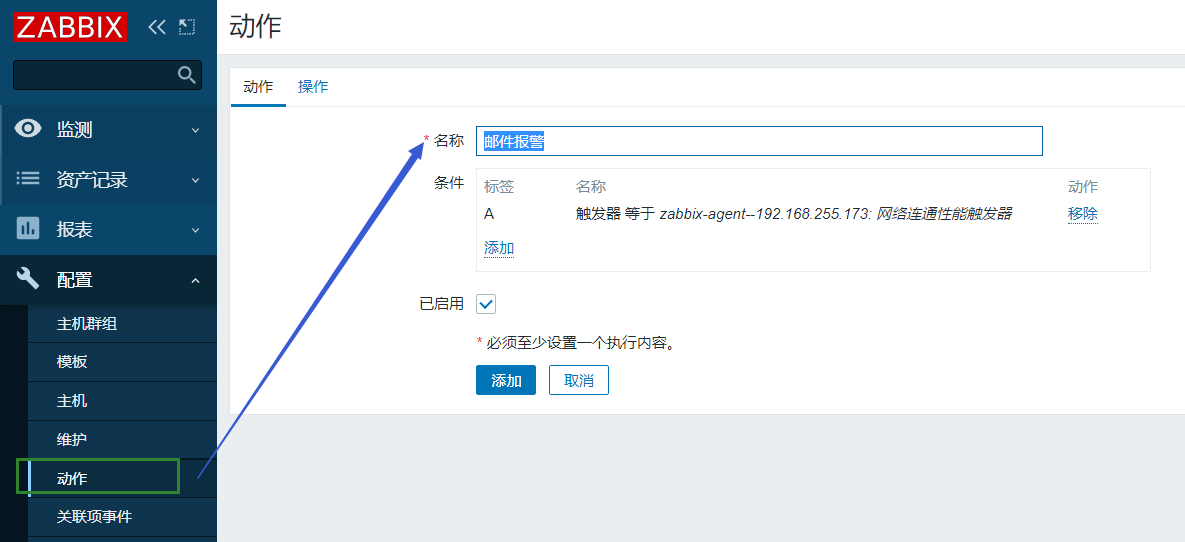 ZABBIX
动作
监测
资产记录
报表
配置
主机群组
模板
主机
维护
动作
关联项事件
动作 操作
* 名称 邮件报警
条件 标签 名称 动作
A 触发器 等于 zabbix-agent--192.168.255.173: 网络连通性能触发器 移除
添加
已启用
* 必须至少设置一个执行内容。
添加 取消